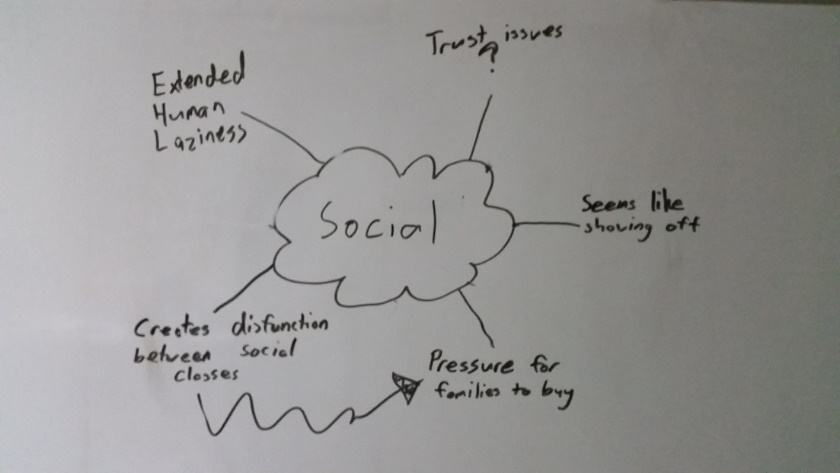 Trust issues
?
Extended
Human
Laziness
Social
Seems like
showing off
Creates disfunction
between social
classes
Pressure for
families to buy